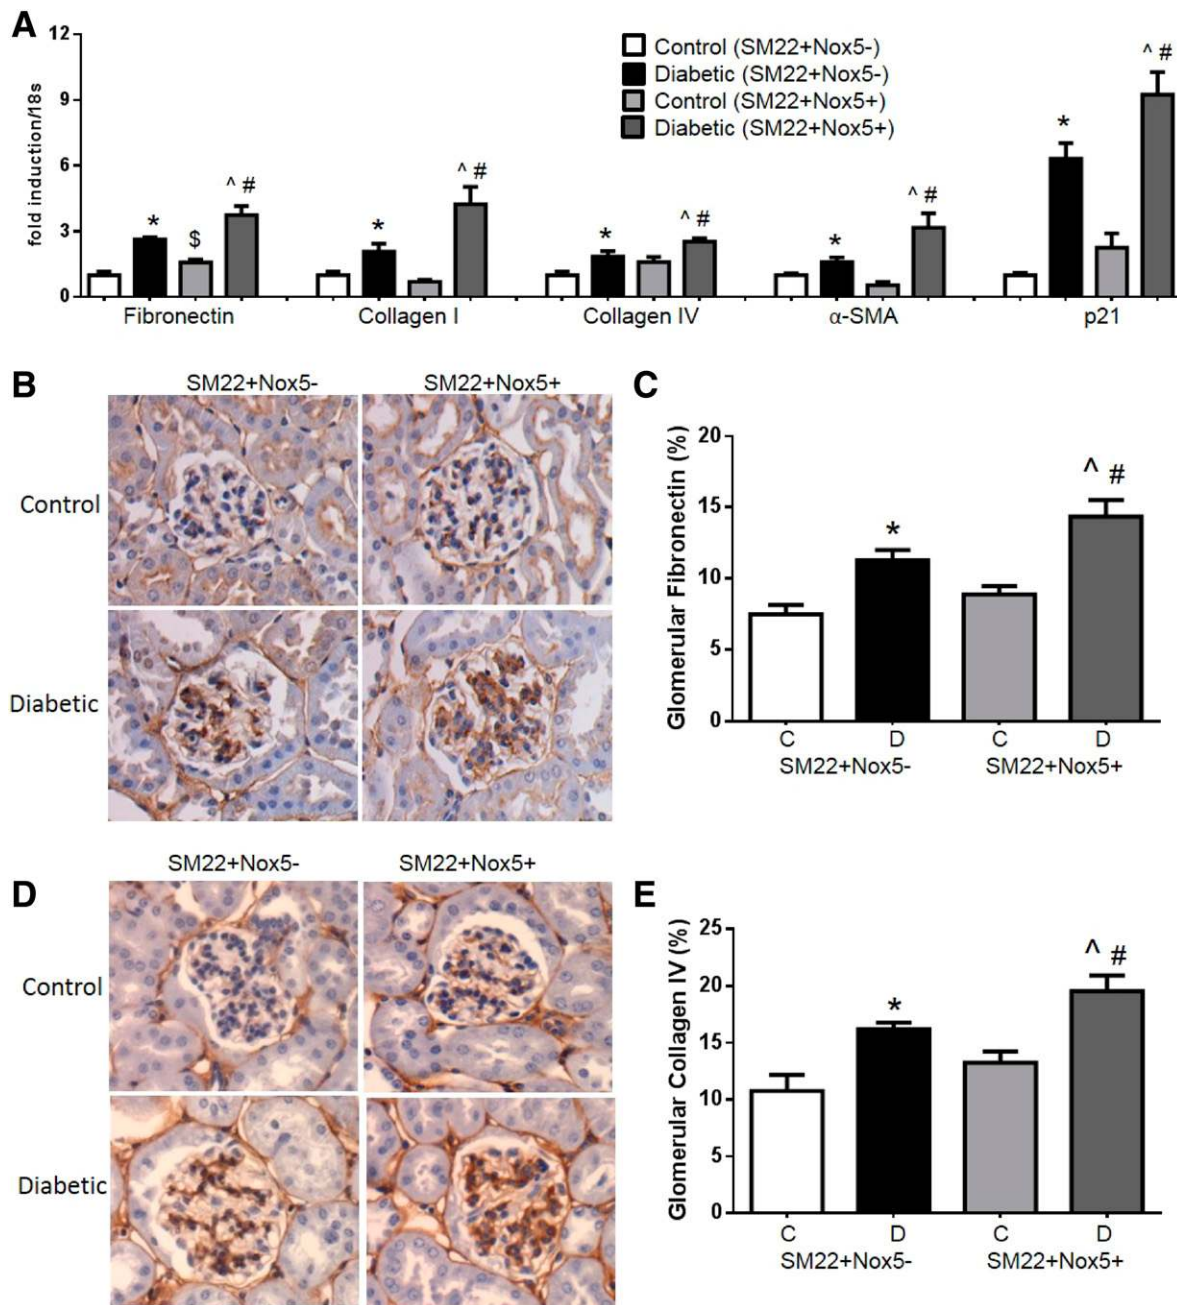 A
fold induction/18s
12
9
6
3
0
Control (SM22+Nox5-)
Diabetic (SM22+Nox5-)
Control (SM22+Nox5+)
Diabetic (SM22+Nox5+)
*
$
^ #
*
^ #
*
^ #
*
^ #
*
^ #
Fibronectin
Collagen I
Collagen IV
α-SMA
p21
B
SM22+Nox5-
SM22+Nox5+
Control
Diabetic
C
Glomerular Fibronectin (%)
20
15
10
5
0
*
^ #
C
D
C
D
SM22+Nox5-
SM22+Nox5+
D
SM22+Nox5-
SM22+Nox5+
Control
Diabetic
E
Glomerular Collagen IV (%)
25
20
15
10
5
0
*
^ #
C
D
C
D
SM22+Nox5-
SM22+Nox5+